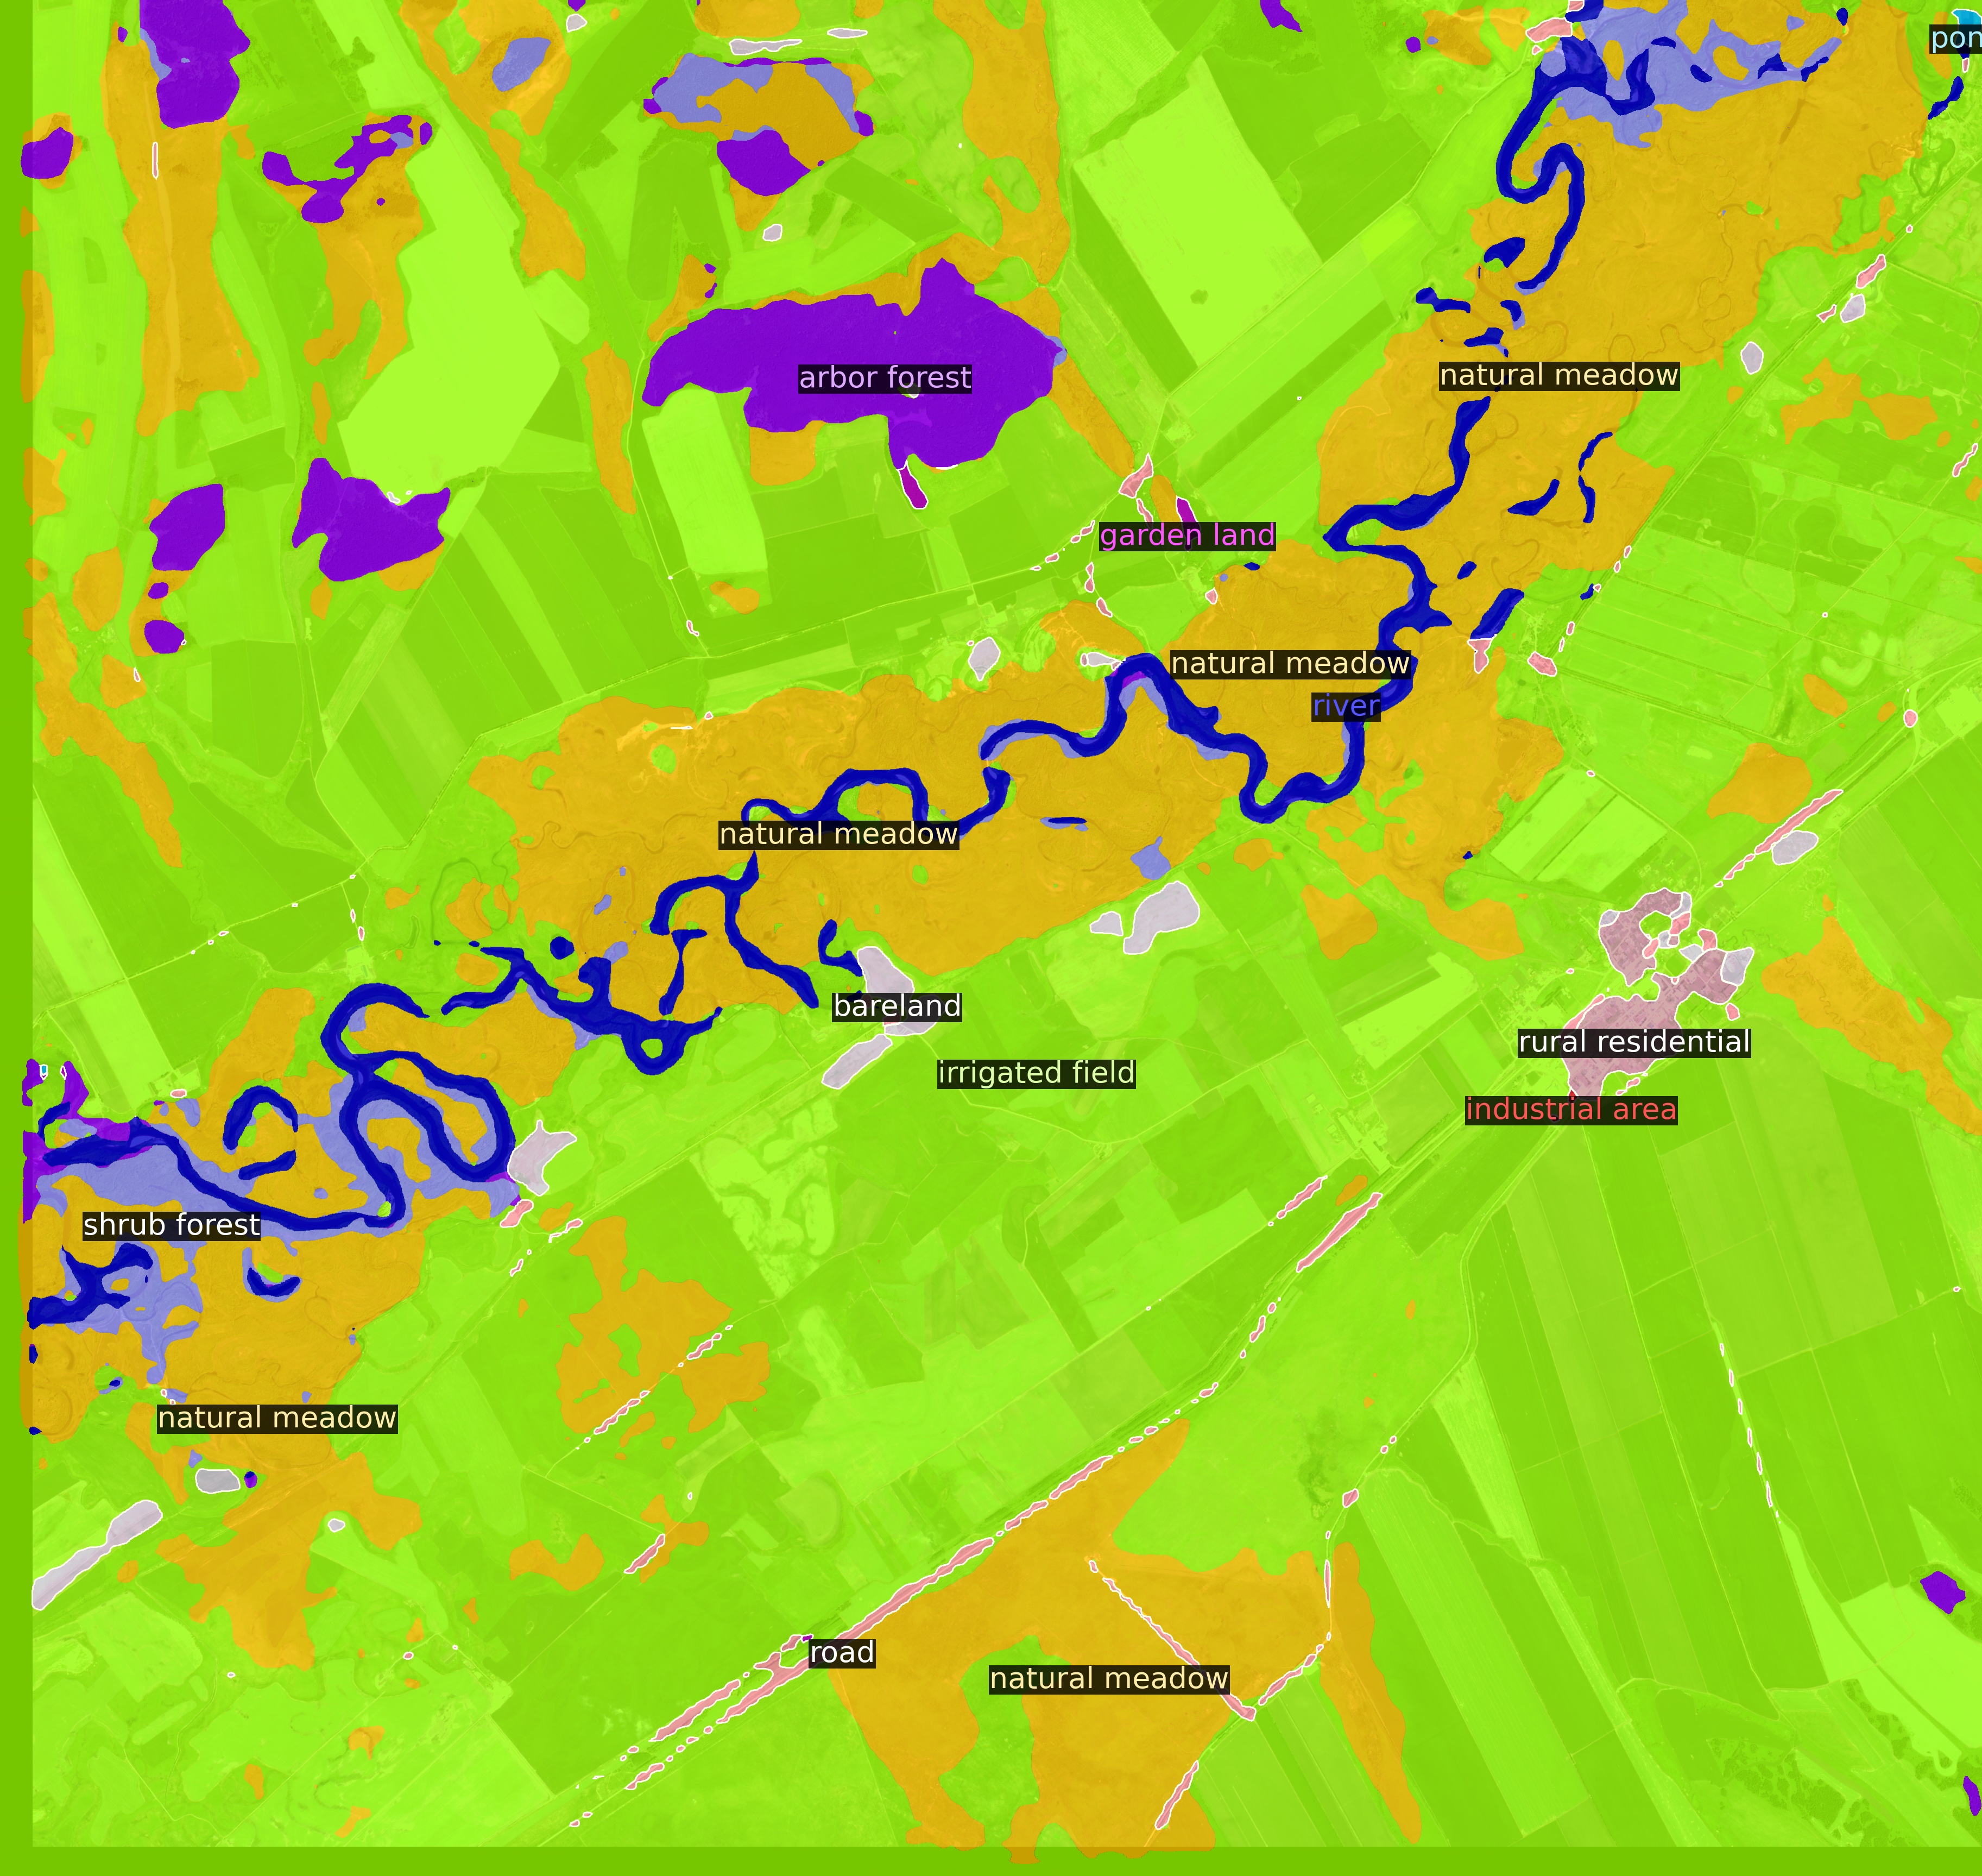 pon
arbor forest
natural meadow
garden land
natural meadow
river
natural meadow
bareland
rural residential
irrigated field
industrial area
shrub forest
natural meadow
road
natural meadow